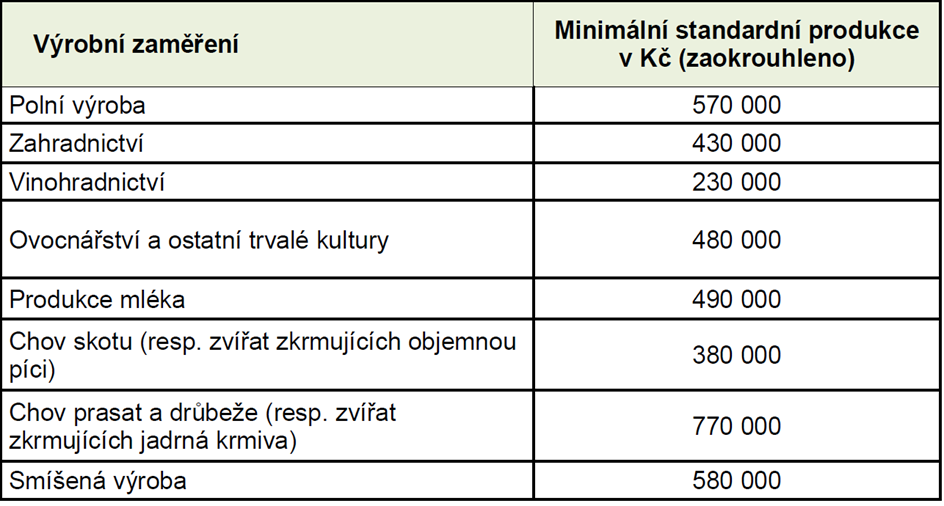 Výrobní zaměření
Minimální standardní produkce
v Kč (zaokrouhleno)
Polní výroba
570 000
Zahradnictví
430 000
Vinohradnictví
230 000
Ovocnářství a ostatní trvalé kultury
480 000
Produkce mléka
490 000
Chov skotu (resp. zvířat zkrmujících objemnou
píci)
380 000
Chov prasat a drůbeže (resp. zvířat
zkrmujících jadrná krmiva)
770 000
Smíšená výroba
580 000